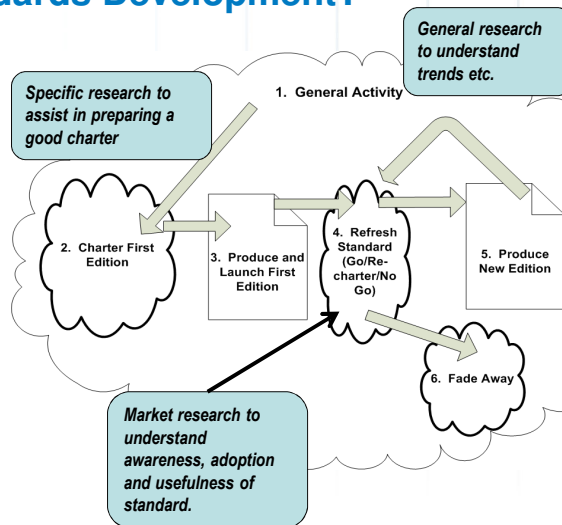 dards Development?
General research
to understand
trends etc.
Specific research to
assist in preparing a
good charter
1. General Activity
2. Charter First
Edition
3. Produce and
Launch First
Edition
4. Refresh
Standard
(Go/Re-
charter/No
Go)
5. Produce
New Edition
6. Fade Away
Market research to
understand
awareness, adoption
and usefulness of
standard.